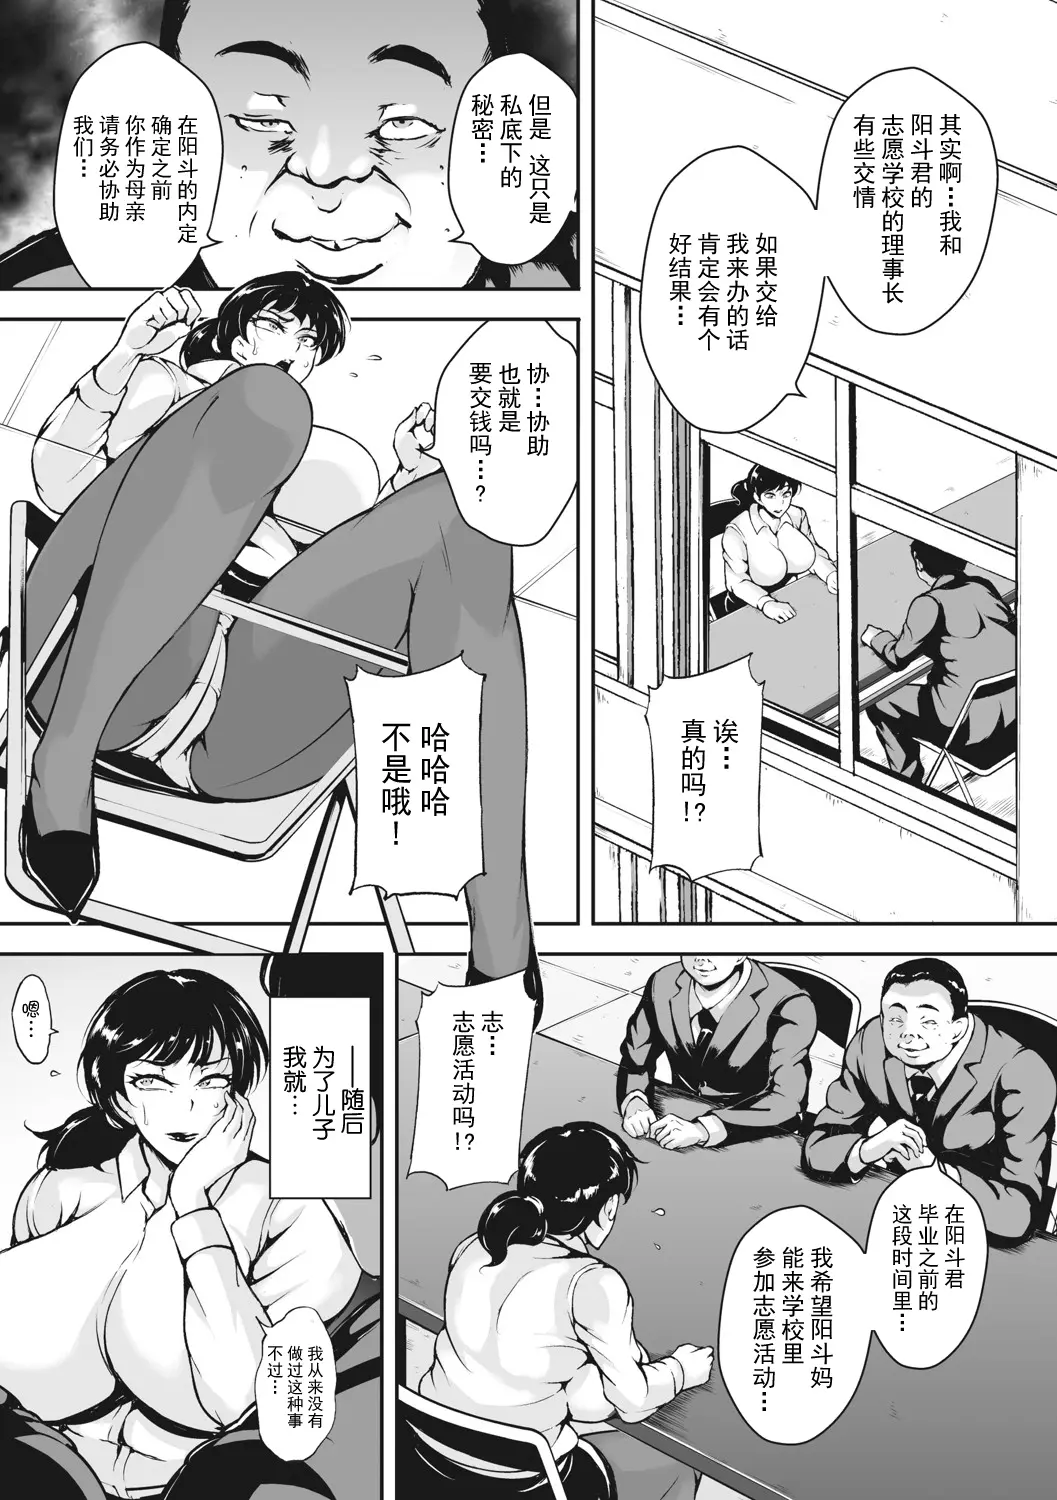 其实啊…我和
阳斗君的
志愿学校的理事长
有些交情
如果交给
我来办的话
肯定会有个
好结果…
诶…
真的吗!?
但是 这只是
私底下的
秘密…
在阳斗的内定
确定之前
你作为母亲
请务必协助
我们…
协…协助
也就是
要交钱吗…?
哈哈哈
不是哦！
在阳斗君
毕业之前的
这段时间里…
我希望阳斗妈
能来学校里
参加志愿活动…
志…
志愿活动吗!?
——随后
为了儿子
我就…
嗯…
我从来没有
做过这种事
不过…